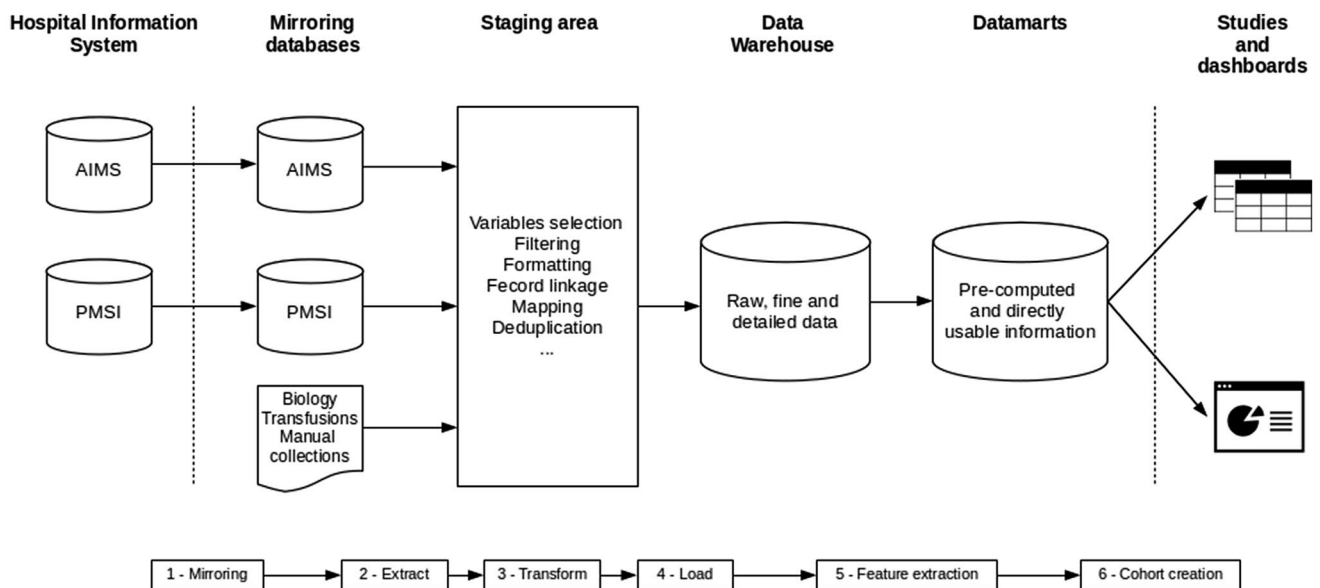 Hospital Information
System
Mirroring
databases
Staging area
Data
Warehouse
Datamarts
Studies
and
dashboards
AIMS
AIMS
PMSI
PMSI
Biology
Transfusions
Manual
collections
Variables selection
Filtering
Formatting
Fecord linkage
Mapping
Deduplication
...
Raw, fine and
detailed data
Pre-computed
and directly
usable information
1 - Mirroring
2 - Extract
3 - Transform
4 - Load
5 - Feature extraction
6 - Cohort creation